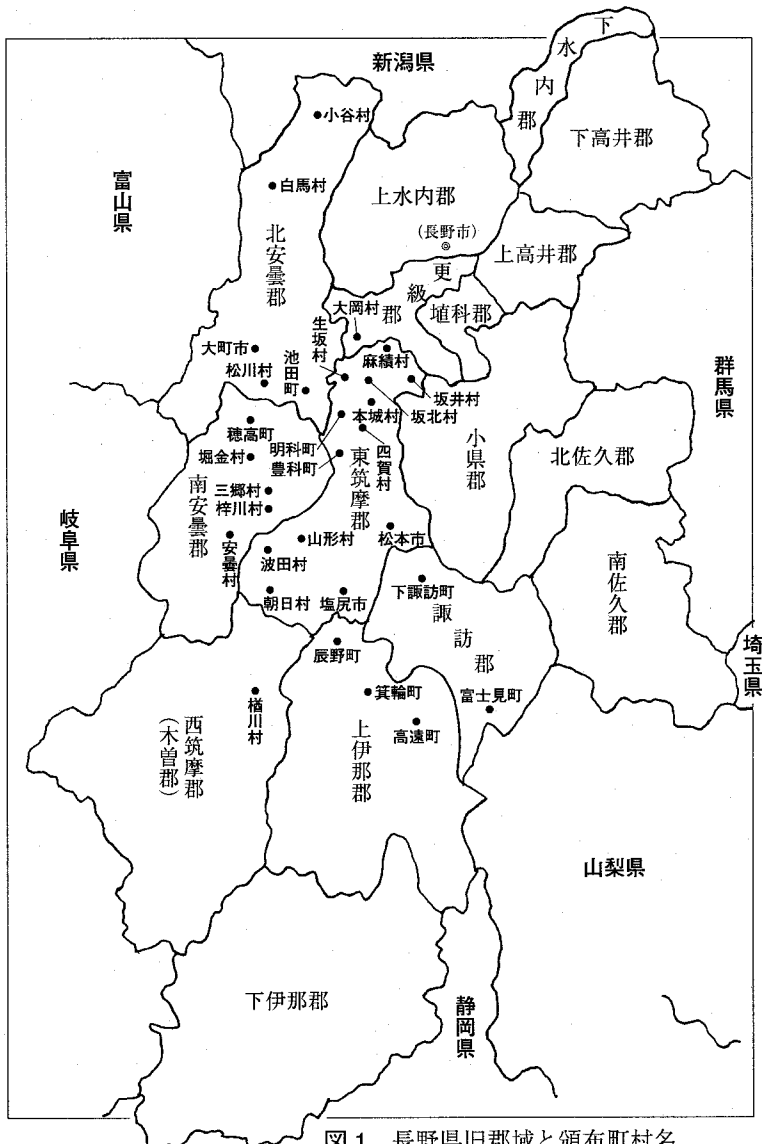 新潟県
下水内郡
小谷村
下高井郡
白馬村
富山県
上水内郡
(長野市)
北安曇郡
上高井郡
更級郡
埴科郡
大岡村
生坂村
群馬県
大町市
池田町
麻績村
松川村
坂井村
坂北村
本城村
穂高町
明科町
小県郡
北佐久郡
堀金村
豊科町
四賀村
東筑摩郡
三郷村
梓川村
南安曇郡
岐阜県
安曇村
山形村
松本市
波田村
南佐久郡
下諏訪町
朝日村
塩尻市
諏訪郡
辰野町
埼玉県
楢川村
箕輪町
富士見町
西筑摩郡
(木曽郡)
高遠町
上伊那郡
山梨県
下伊那郡
静岡県
図1 長野県旧郡域と頒布町村名